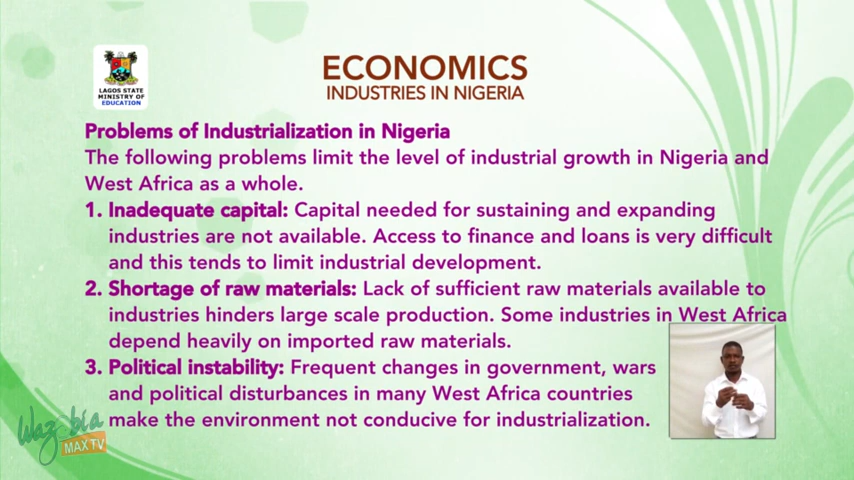 ECONOMICS
INDUSTRIES IN NIGERIA
LAGOS STATE
MINISTRY OF
EDUCATION
Problems of Industrialization in Nigeria
The following problems limit the level of industrial growth in Nigeria and
West Africa as a whole.
1. Inadequate capital: Capital needed for sustaining and expanding
industries are not available. Access to finance and loans is very difficult
and this tends to limit industrial development.
2. Shortage of raw materials: Lack of sufficient raw materials available to
industries hinders large scale production. Some industries in West Africa
depend heavily on imported raw materials.
3. Political instability: Frequent changes in government, wars
and political disturbances in many West Africa countries
make the environment not conducive for industrialization.
Wazobia
MAX TV